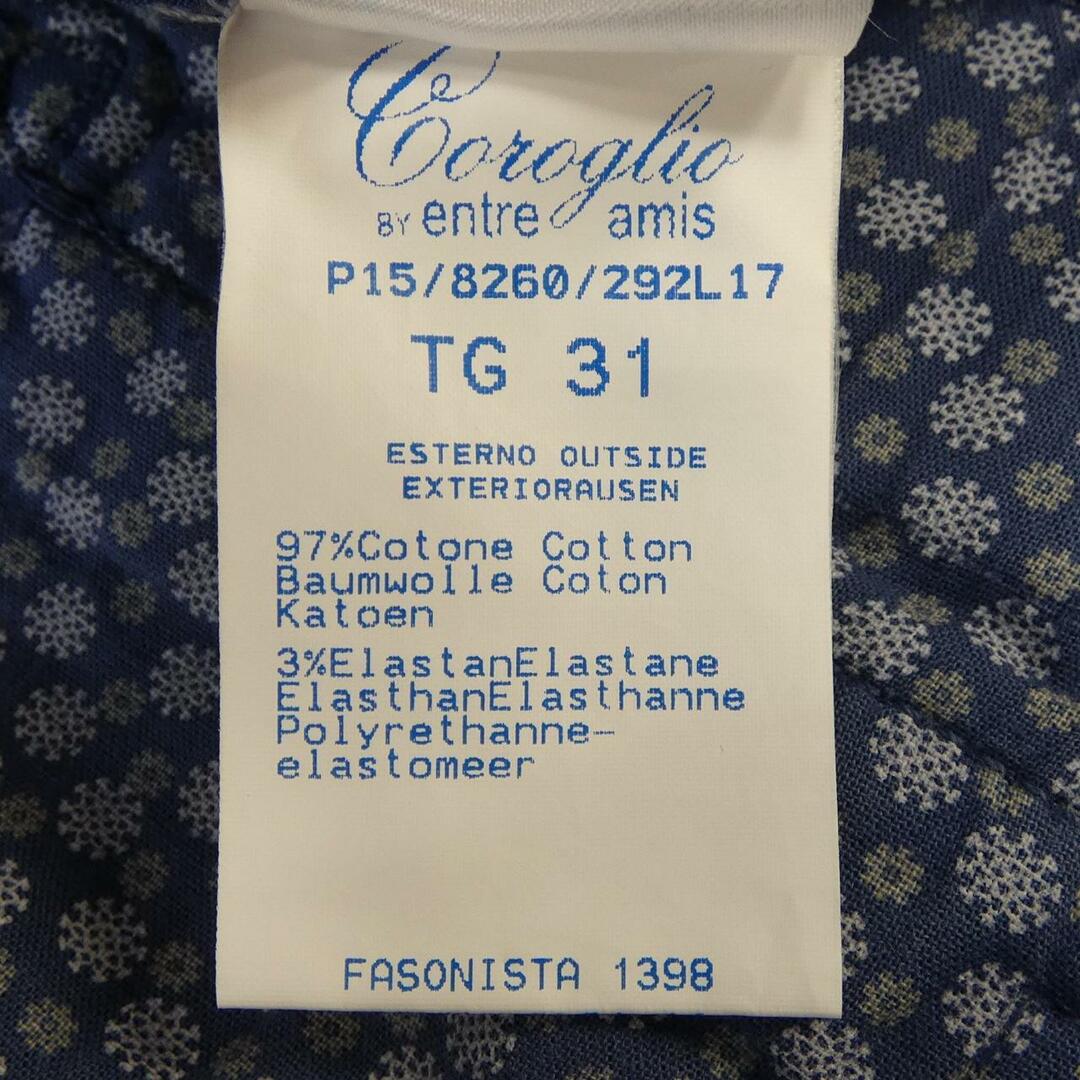 Coroglio
BY entre amis
P15/8260/292L17
TG 31
ESTERNO OUTSIDE
EXTERIORAUSEN
97%Cotone Cotton
Baumwolle Coton
Katoen
3%ElastanElastane
ElasthanElasthanne
Polyrethanne-
elastomeer
FASONISTA 1398